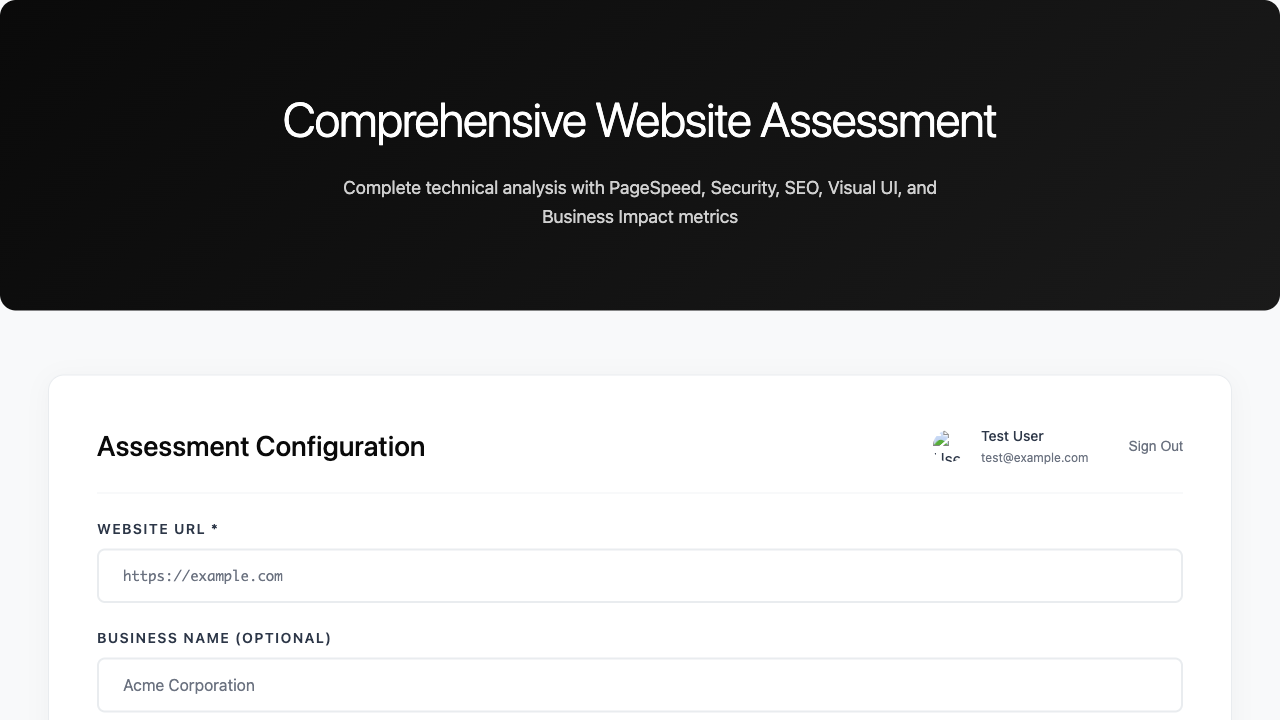 Comprehensive Website Assessment
Complete technical analysis with PageSpeed, Security, SEO, Visual UI, and
Business Impact metrics
Assessment Configuration
Test User
test@example.com
Sign Out
WEBSITE URL *
https://example.com
BUSINESS NAME (OPTIONAL)
Acme Corporation